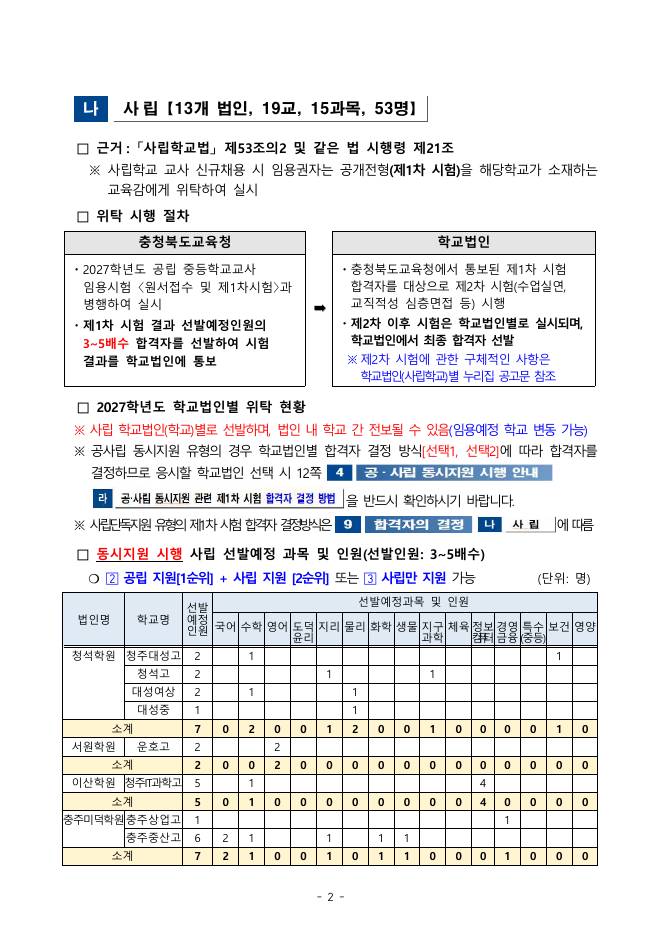 나 사 립 【13개 법인, 19교, 15과목, 53명】
□ 근거 : 「사립학교법」 제53조의2 및 같은 법 시행령 제21조
※ 사립학교 교사 신규채용 시 임용권자는 공개전형(제1차 시험)을 해당학교가 소재하는
교육감에게 위탁하여 실시
□ 위탁 시행 절차
충청북도교육청
・2027학년도 공립 중등학교교사
임용시험 〈원서접수 및 제1차시험〉과
병행하여 실시
・제1차 시험 결과 선발예정인원의
3~5배수 합격자를 선발하여 시험
결과를 학교법인에 통보
➡
학교법인
・충청북도교육청에서 통보된 제1차 시험
합격자를 대상으로 제2차 시험(수업실연,
교직적성 심층면접 등) 시행
・제2차 이후 시험은 학교법인별로 실시되며,
학교법인에서 최종 합격자 선발
※ 제2차 시험에 관한 구체적인 사항은
학교법인(사립학교)별 누리집 공고문 참조
□ 2027학년도 학교법인별 위탁 현황
※ 사립 학교법인(학교)별로 선발하며, 법인 내 학교 간 전보될 수 있음(임용예정 학교 변동 가능)
※ 공사립 동시지원 유형의 경우 학교법인별 합격자 결정 방식[선택1, 선택2]에 따라 합격자를
결정하므로 응시할 학교법인 선택 시 12쪽 4 공 · 사립 동시지원 시행 안내
라 공·사립 동시지원 관련 제1차 시험 합격자 결정 방법 을 반드시 확인하시기 바랍니다.
※ 사립단독지원 유형의 제1차 시험 합격자 결정방식은 9 합격자의 결정 나 사 립 에 따름
□ 동시지원 시행 사립 선발예정 과목 및 인원(선발인원: 3~5배수)
❍ 2 공립 지원[1순위] + 사립 지원 [2순위] 또는 3 사립만 지원 가능 (단위: 명)
법인명 학교명 선발예정인원 선발예정과목 및 인원
국어 수학 영어 도덕윤리 지리 물리 화학 생물 지구과학 체육 정보컴퓨터 경영금융 특수(중등) 보건 영양
청석학원 청주대성고 2 1 1
청석고 2 1 1
대성여상 2 1 1
대성중 1 1
소계 7 0 2 0 0 1 2 0 0 1 0 0 0 0 1 0
서원학원 운호고 2 2
소계 2 0 0 2 0 0 0 0 0 0 0 0 0 0 0 0
이산학원 청주IT과학고 5 1 4
소계 5 0 1 0 0 0 0 0 0 0 0 4 0 0 0 0
충주미덕학원 충주상업고 1 1
충주중산고 6 2 1 1 1 1
소계 7 2 1 0 0 1 0 1 1 0 0 0 1 0 0 0
- 2 -